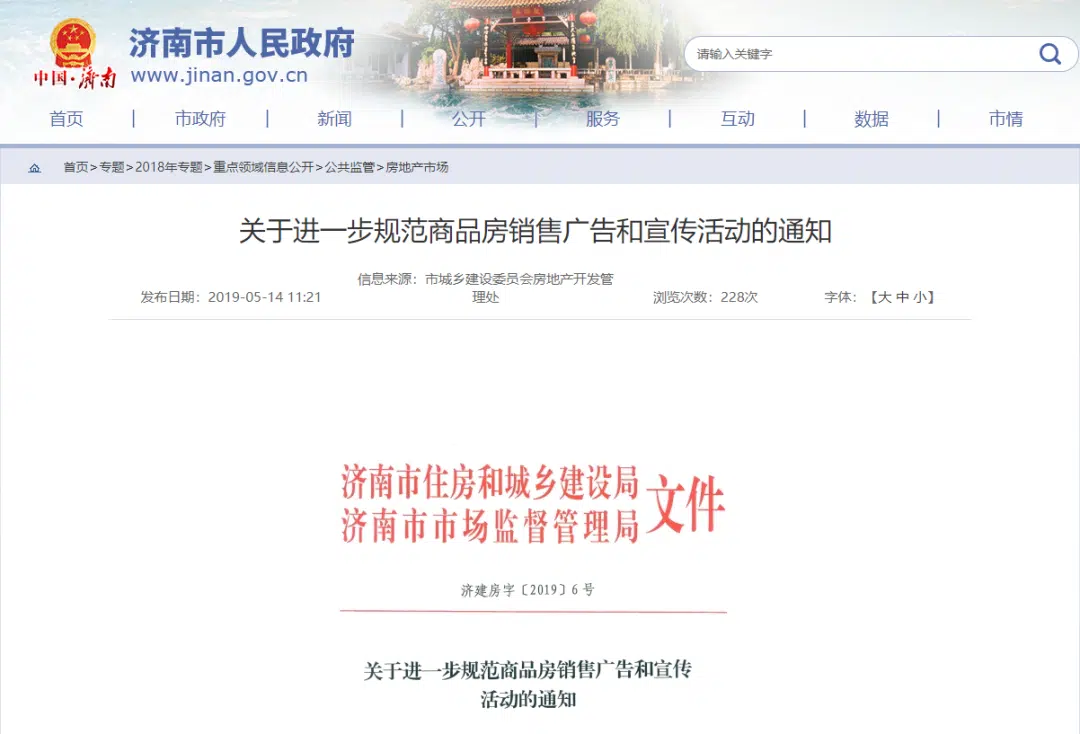 济南市人民政府
中国·济南
www.jinan.gov.cn
请输入关键字
首页 | 市政府 | 新闻 | 公开 | 服务 | 互动 | 数据 | 市情
首页>专题>2018年专题>重点领域信息公开>公共监管>房地产市场
关于进一步规范商品房销售广告和宣传活动的通知
发布日期：2019-05-14 11:21
信息来源：市城乡建设委员会房地产开发管
理处
浏览次数：228次
字体：【大 中 小】
济南市住房和城乡建设局
济南市市场监督管理局
文件
济建房字〔2019〕6号
关于进一步规范商品房销售广告和宣传
活动的通知